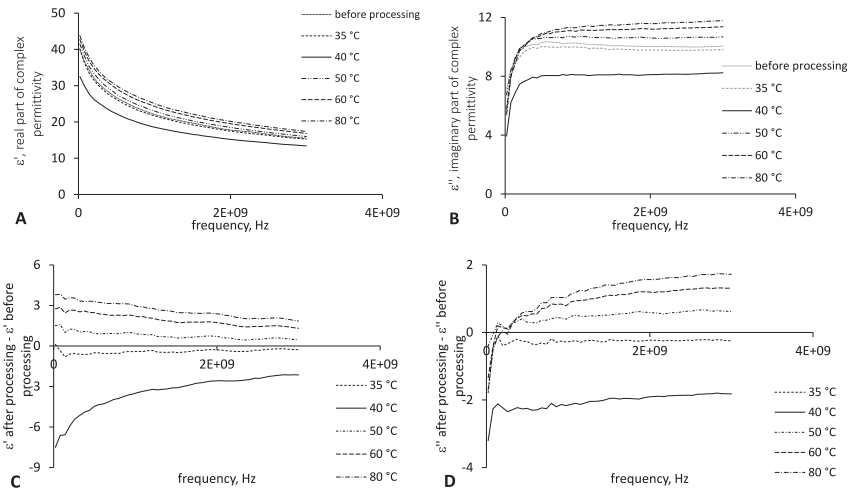 ε', real part of complex
permittivity
50
40
30
20
10
0
0
2E+09
4E+09
frequency, Hz
before processing
35 °C
40 °C
50 °C
60 °C
80 °C
A
ε'', imaginary part of complex
permittivity
12
8
4
0
0
2E+09
4E+09
frequency, Hz
before processing
35 °C
40 °C
50 °C
60 °C
80 °C
B
ε' after processing - ε' before
processing
6
3
0
-3
-6
-9
0
2E+09
4E+09
frequency, Hz
35 °C
40 °C
50 °C
60 °C
80 °C
C
ε'' after processing - ε'' before
processing
2
0
-2
-4
0
2E+09
4E+09
frequency, Hz
35 °C
40 °C
50 °C
60 °C
80 °C
D